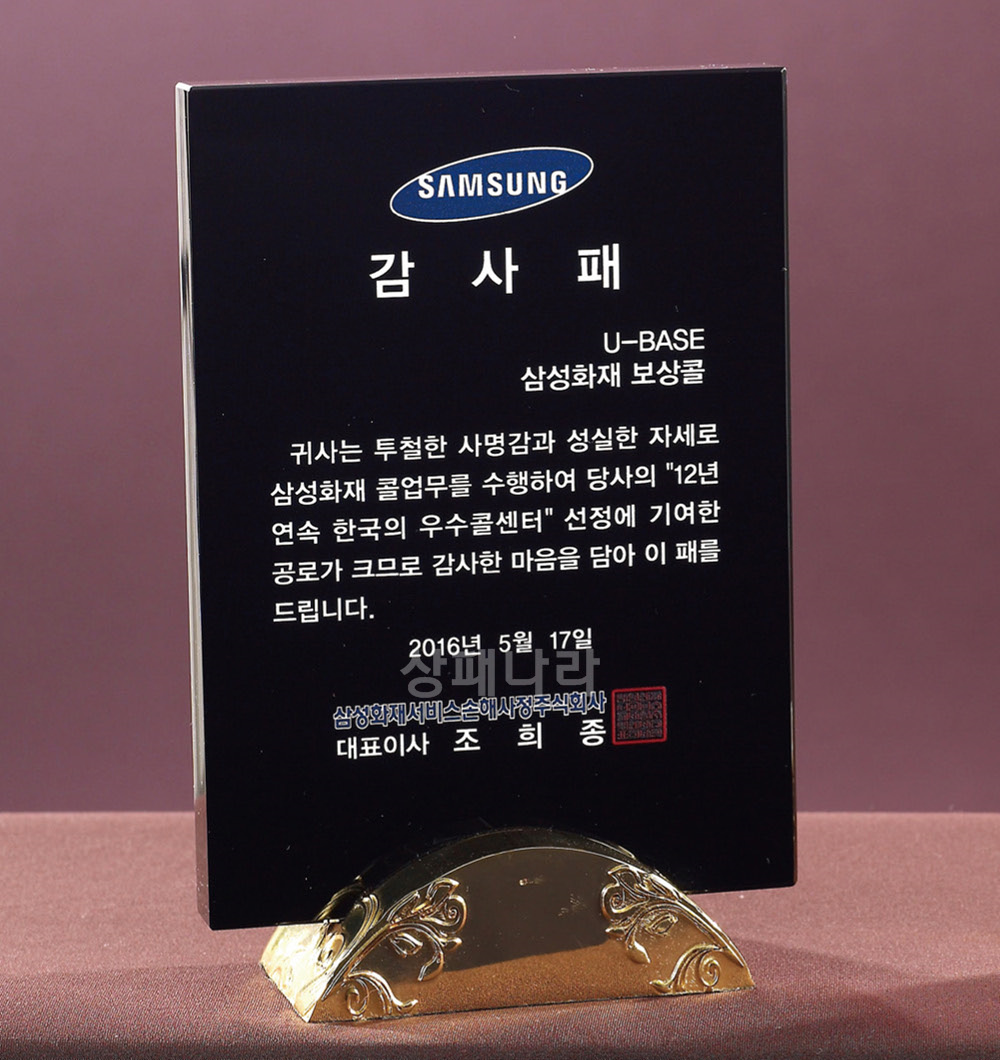 SAMSUNG
감 사 패
U-BASE
삼성화재 보상콜
귀사는 투철한 사명감과 성실한 자세로
삼성화재 콜업무를 수행하여 당사의 "12년
연속 한국의 우수콜센터" 선정에 기여한
공로가 크므로 감사한 마음을 담아 이 패를
드립니다.
2016년 5월 17일
상패나라
삼성화재서비스손해사정주식회사
대표이사 조 희 종